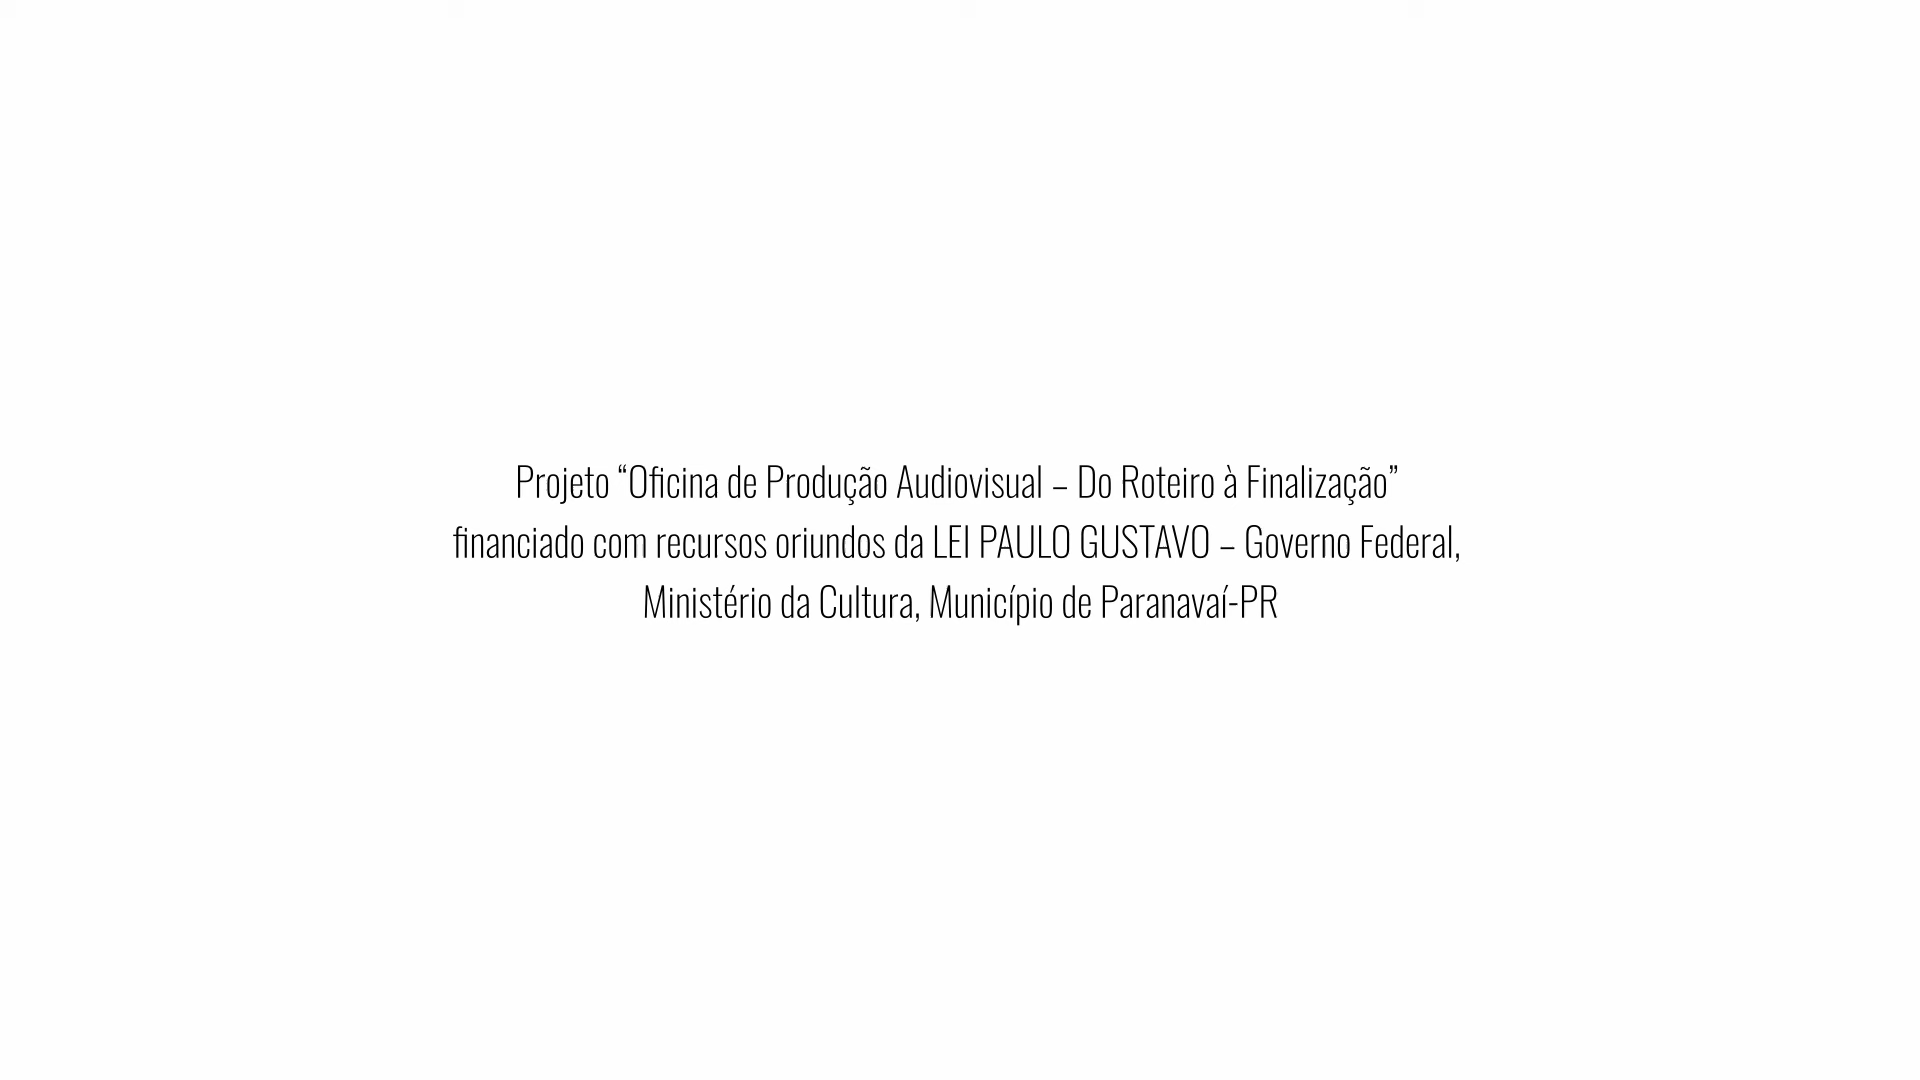 Projeto “Oficina de Produção Audiovisual – Do Roteiro à Finalização”
financiado com recursos oriundos da LEI PAULO GUSTAVO – Governo Federal,
Ministério da Cultura, Município de Paranavaí-PR